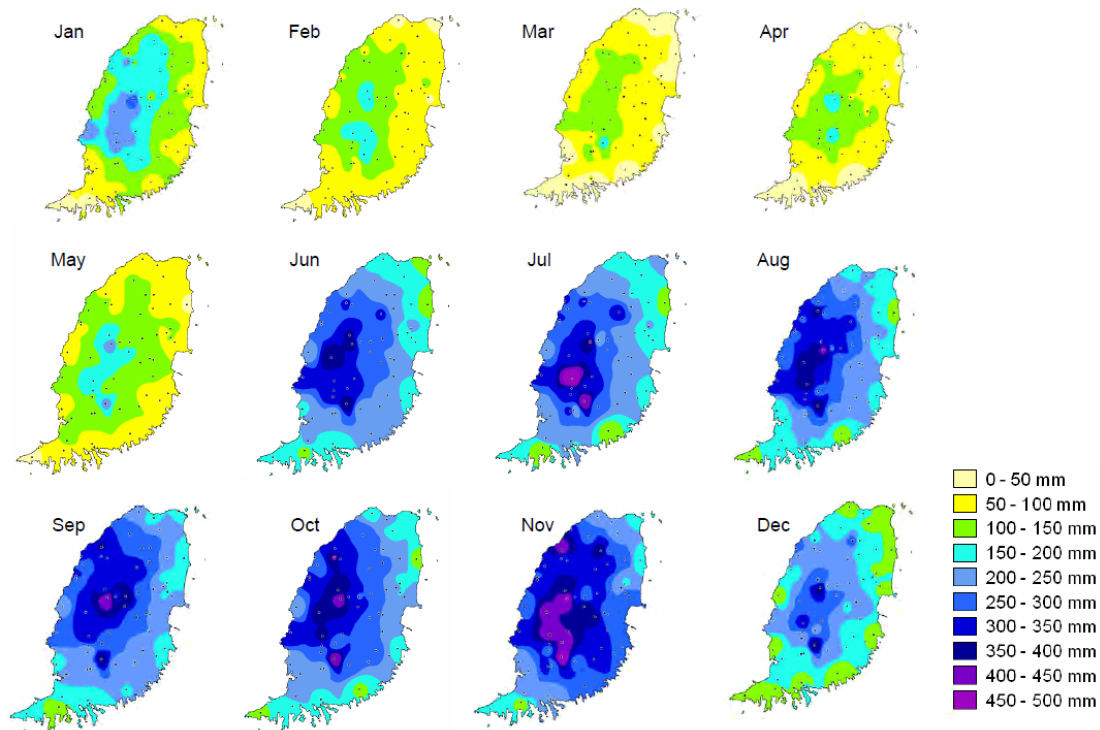 Jan
Feb
Mar
Apr
May
Jun
Jul
Aug
Sep
Oct
Nov
Dec
0 - 50 mm
50 - 100 mm
100 - 150 mm
150 - 200 mm
200 - 250 mm
250 - 300 mm
300 - 350 mm
350 - 400 mm
400 - 450 mm
450 - 500 mm